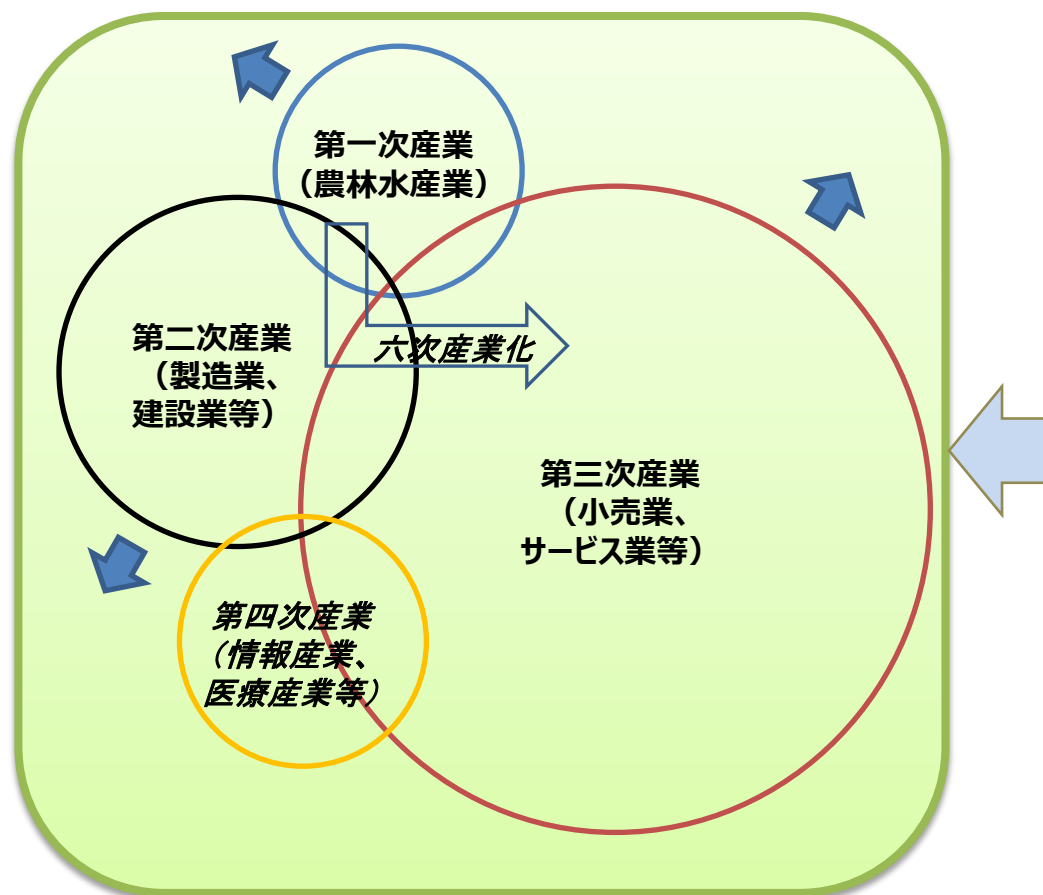 第一次産業
（農林水産業）
第二次産業
（製造業、
建設業等）
六次産業化
第三次産業
（小売業、
サービス業等）
第四次産業
（情報産業、
医療産業等）